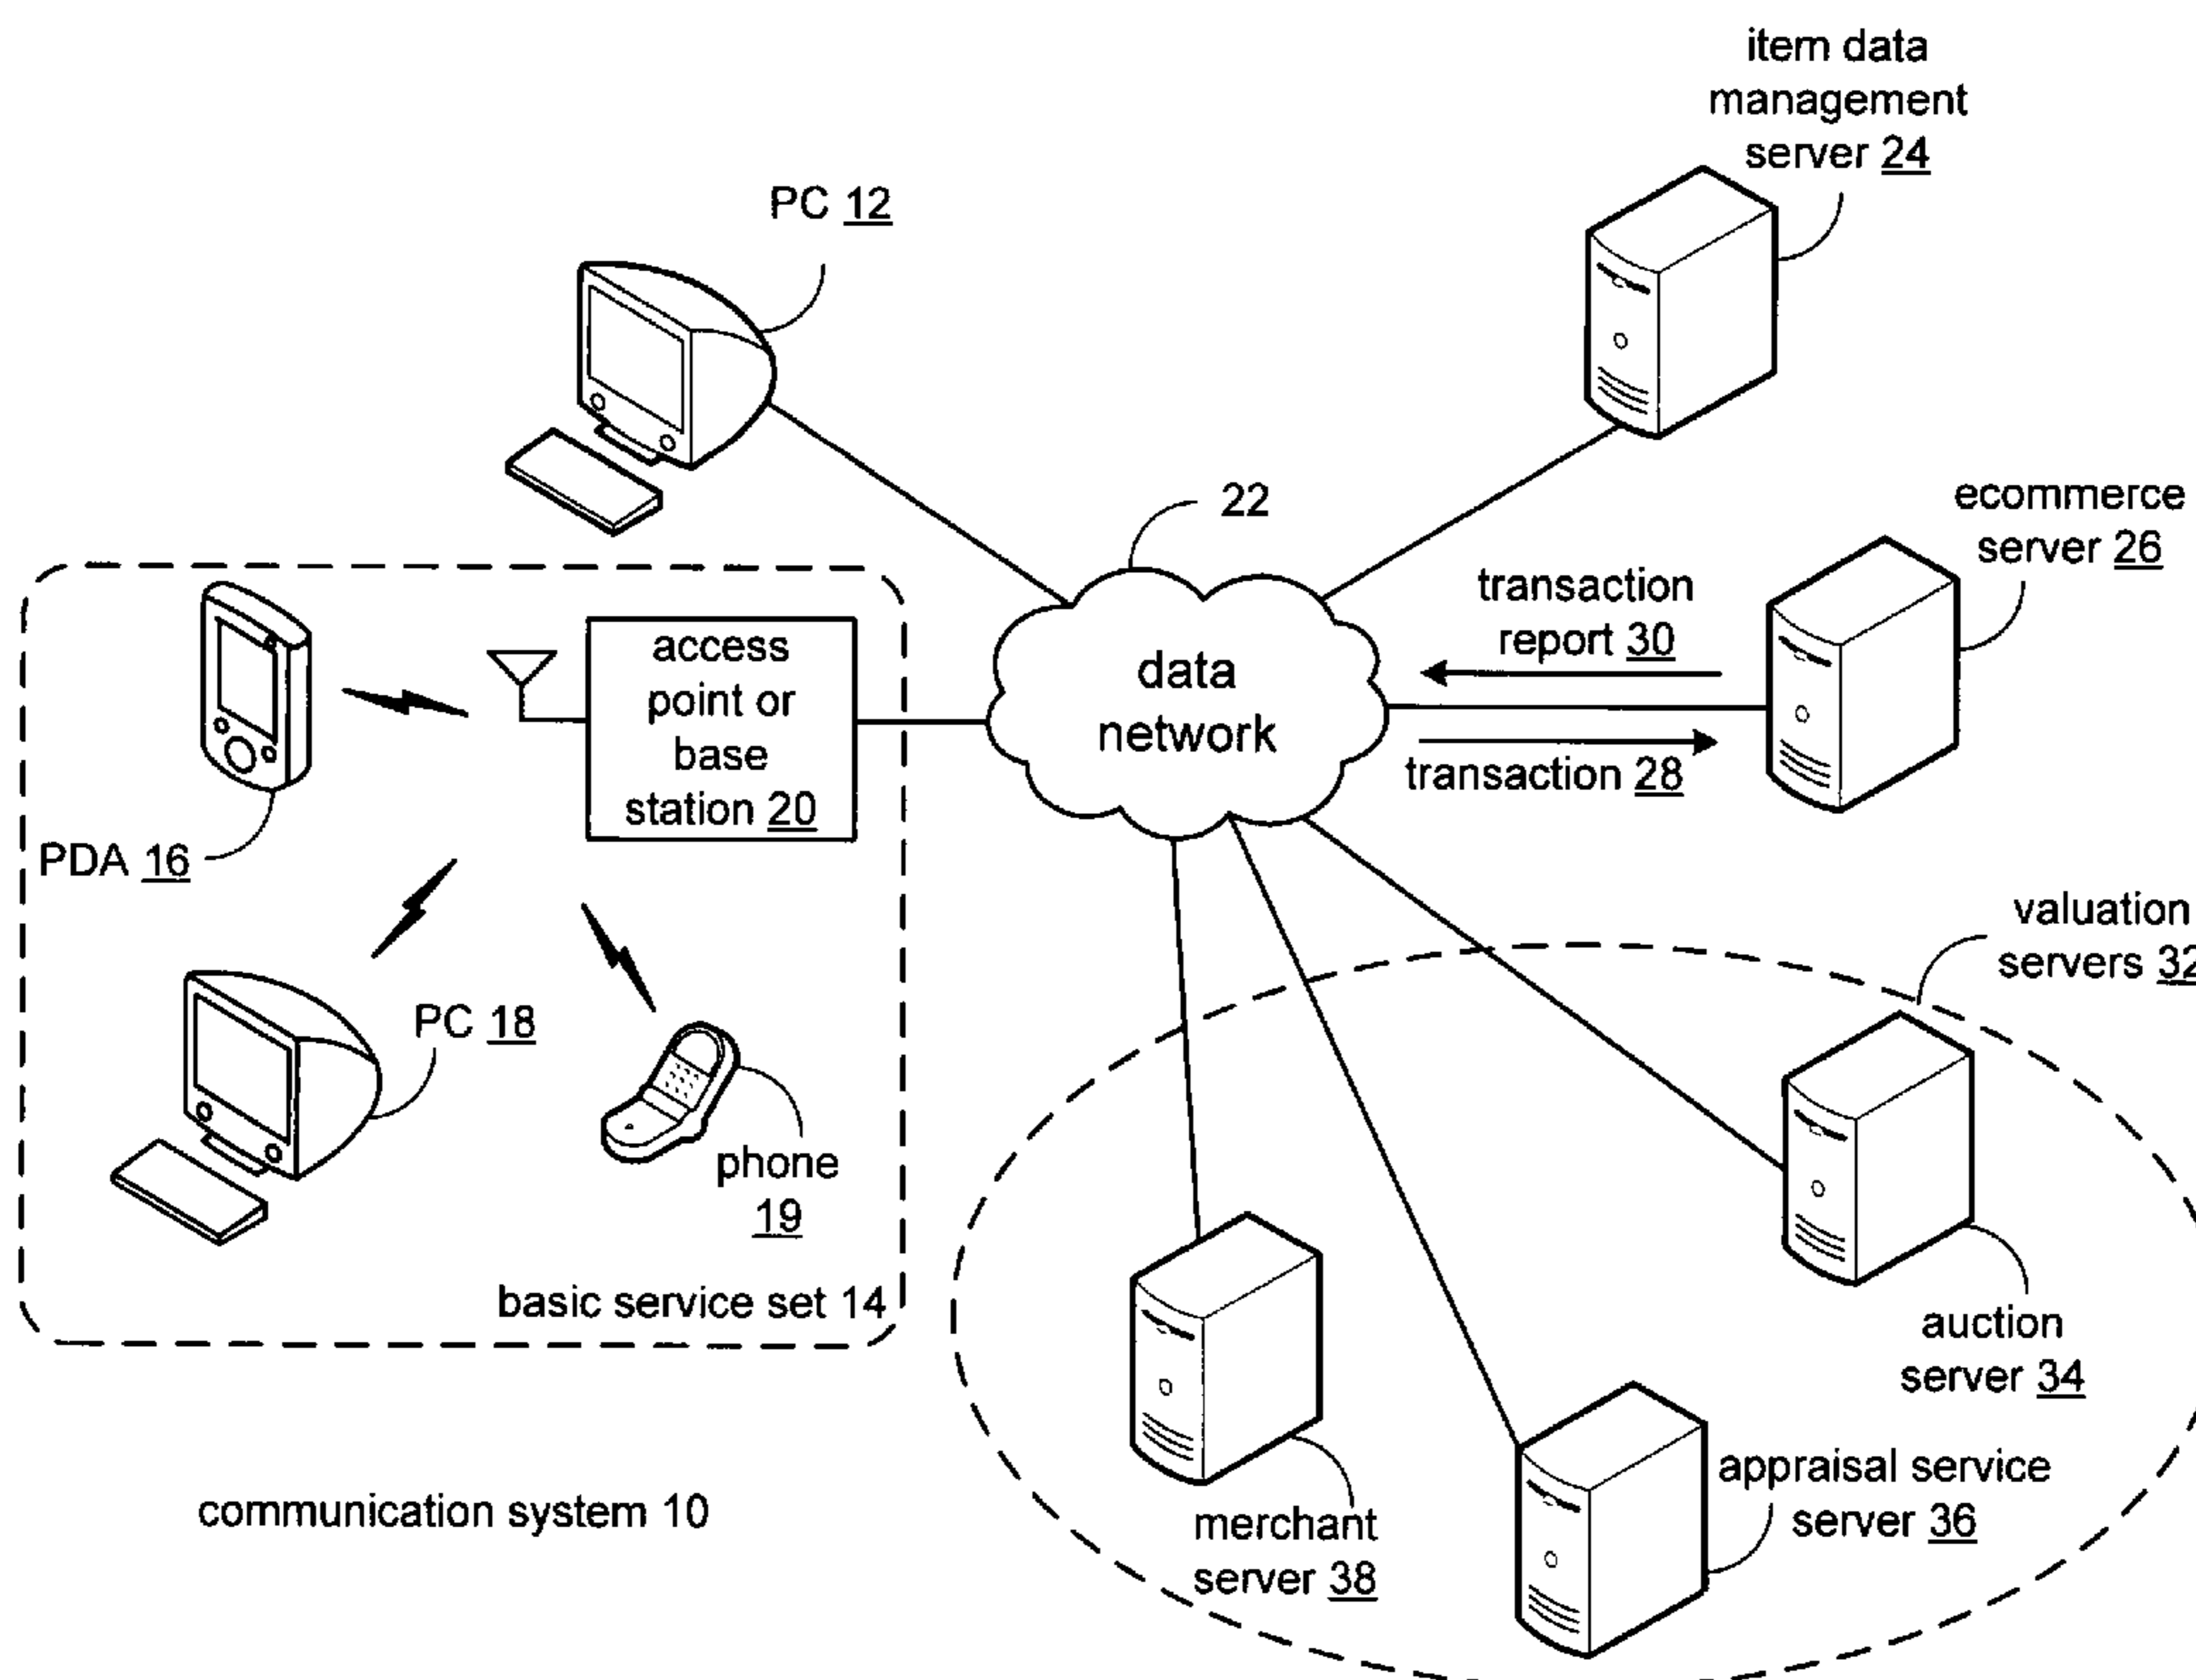 item data
management
server 24
PC 12
22
ecommerce
server 26
transaction
report 30
access
point or
base
station 20
data
network
transaction 28
PDA 16
valuation
servers 32
PC 18
phone
19
basic service set 14
auction
server 34
appraisal service
server 36
merchant
server 38
communication system 10